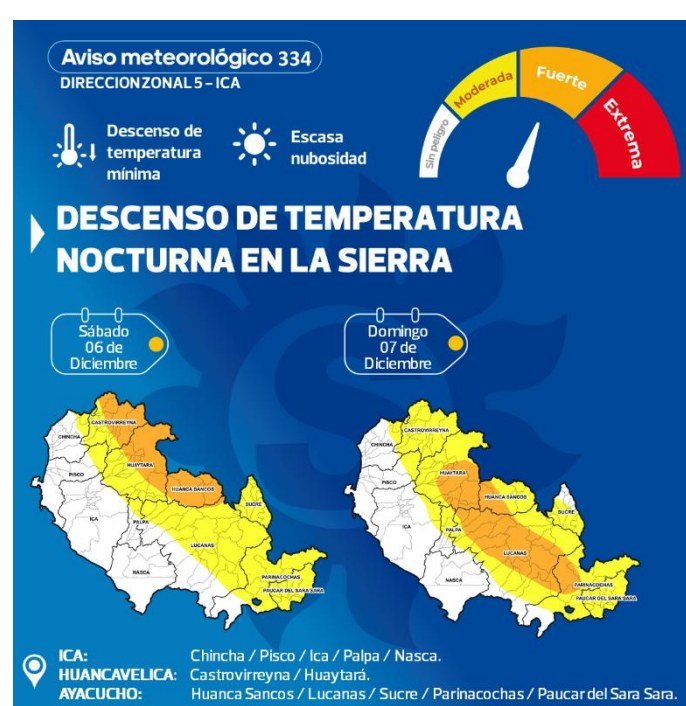 Aviso meteorológico 334
DIRECCION ZONAL 5 – ICA
Descenso de
temperatura
mínima
Escasa
nubosidad
Sin peligro
Moderada
Fuerte
Extrema
DESCENSO DE TEMPERATURA
NOCTURNA EN LA SIERRA
Sábado
06 de
Diciembre
Domingo
07 de
Diciembre
CASTROVIRREYNA
CHINCHA
HUAYTARA
PISCO
HUANCA SANCOS
SUCRE
ICA
PALPA
LUCANAS
NASCA
PARINACOCHAS
PAUCAR DEL SARA SARA
CASTROVIRREYNA
CHINCHA
HUAYTARA
PISCO
HUANCA SANCOS
SUCRE
ICA
PALPA
LUCANAS
NASCA
PARINACOCHAS
PAUCAR DEL SARA SARA
ICA: Chincha / Pisco / Ica / Palpa / Nasca.
HUANCAVELICA: Castrovirreyna / Huaytará.
AYACUCHO: Huanca Sancos / Lucanas / Sucre / Parinacochas / Paucar del Sara Sara.